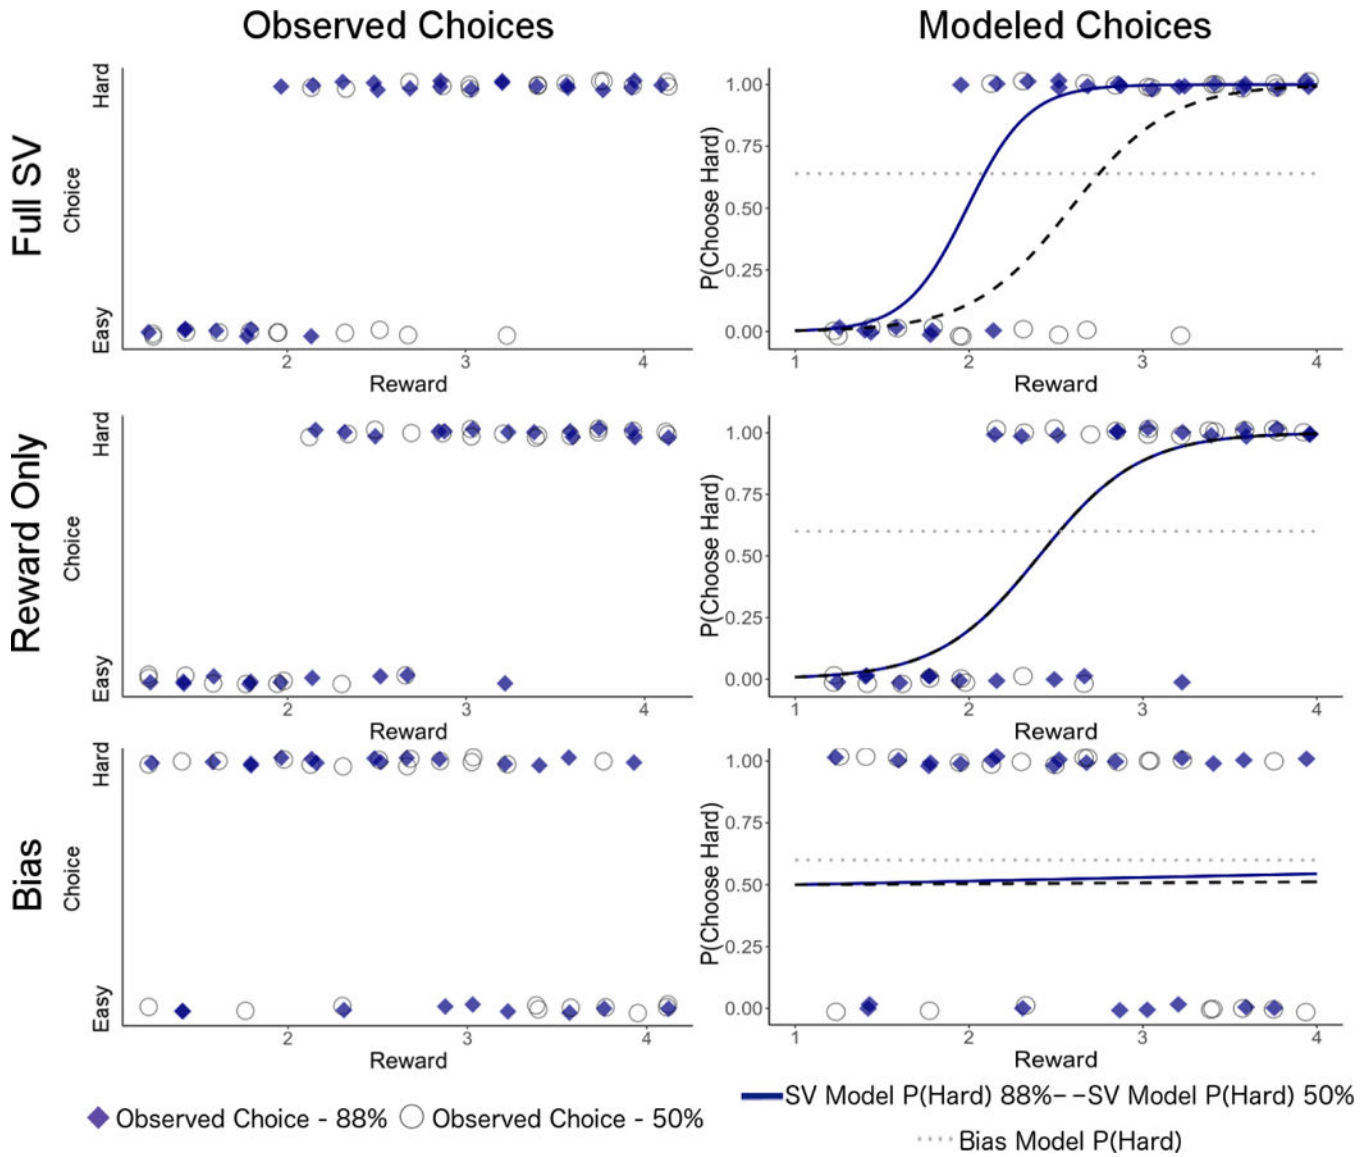 Observed Choices
Modeled Choices
Full SV
Choice
Hard
Easy
2
3
4
Reward
P(Choose Hard)
1.00
0.75
0.50
0.25
0.00
1
2
3
4
Reward
Reward Only
Choice
Hard
Easy
2
3
4
Reward
P(Choose Hard)
1.00
0.75
0.50
0.25
0.00
1
2
3
4
Reward
Bias
Choice
Hard
Easy
2
3
4
Reward
P(Choose Hard)
1.00
0.75
0.50
0.25
0.00
1
2
3
4
Reward
Observed Choice - 88%
Observed Choice - 50%
SV Model P(Hard) 88%
SV Model P(Hard) 50%
Bias Model P(Hard)